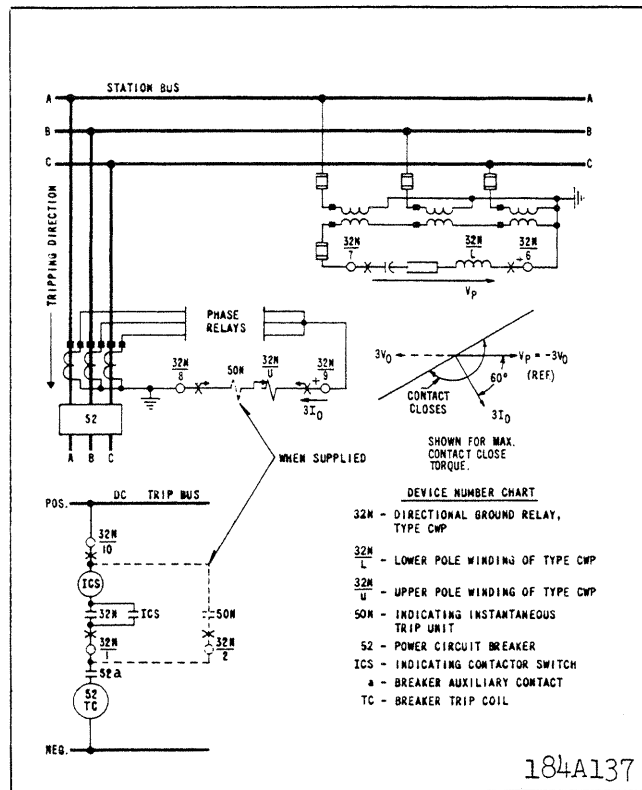 STATION BUS
A A
B B
C C
TRIPPING DIRECTION
32N
7
32N
L
+ 32N
6
Vp
PHASE
RELAYS
32N
8
50N
32N
U
+ 32N
9
3I0
3V0
Vp = -3V0
(REF)
60°
CONTACT
CLOSES
3I0
52
A B C
SHOWN FOR MAX.
CONTACT CLOSE
TORQUE.
WHEN SUPPLIED
DC TRIP BUS
POS.
32N
10
ICS
32N
ICS
50N
32N
1
32N
2
52a
52
TC
NEG.
DEVICE NUMBER CHART
32N - DIRECTIONAL GROUND RELAY,
TYPE CWP
32N
L - LOWER POLE WINDING OF TYPE CWP
32N
U - UPPER POLE WINDING OF TYPE CWP
50N - INDICATING INSTANTANEOUS
TRIP UNIT
52 - POWER CIRCUIT BREAKER
ICS - INDICATING CONTACTOR SWITCH
a - BREAKER AUXILIARY CONTACT
TC - BREAKER TRIP COIL
184A137